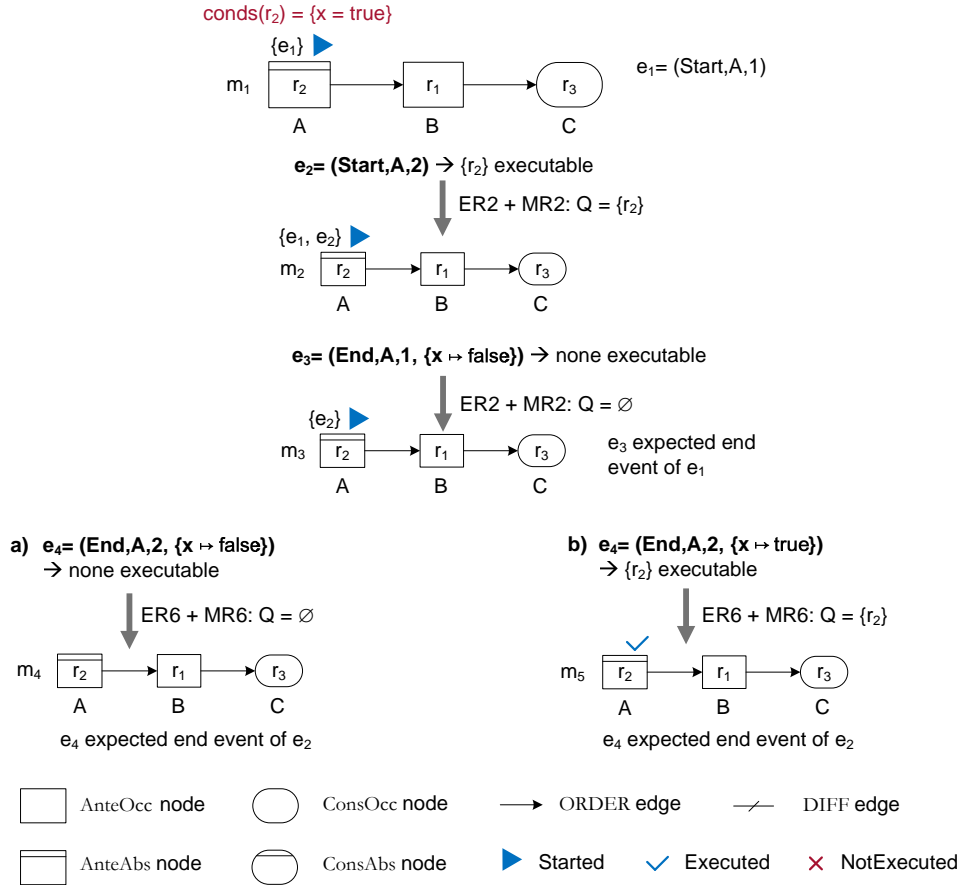 conds(r₂) = {x = true}
{e₁}
e₁= (Start,A,1)
m₁ r₂ r₁ r₃
A B C
e₂= (Start,A,2) → {r₂} executable
ER2 + MR2: Q = {r₂}
{e₁, e₂}
m₂ r₂ r₁ r₃
A B C
e₃= (End,A,1, {x ↦ false}) → none executable
ER2 + MR2: Q = ∅
{e₂}
m₃ r₂ r₁ r₃
A B C
e₃ expected end
event of e₁
a) e₄= (End,A,2, {x ↦ false})
→ none executable
ER6 + MR6: Q = ∅
m₄ r₂ r₁ r₃
A B C
e₄ expected end event of e₂
b) e₄= (End,A,2, {x ↦ true})
→ {r₂} executable
ER6 + MR6: Q = {r₂}
m₅ r₂ r₁ r₃
A B C
e₄ expected end event of e₂
AnteOcc node ConsOcc node ORDER edge DIFF edge
AnteAbs node ConsAbs node Started Executed NotExecuted